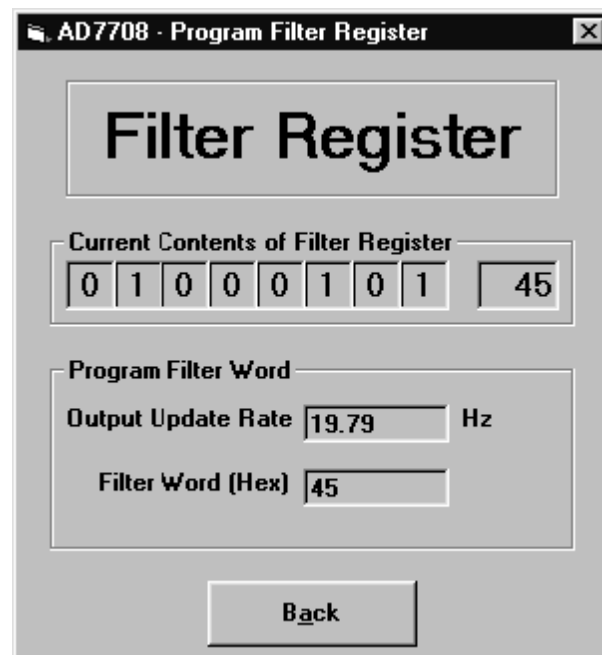 AD7708 - Program Filter Register
Filter Register
Current Contents of Filter Register
0 1 0 0 0 1 0 1 45
Program Filter Word
Output Update Rate 19.79 Hz
Filter Word (Hex) 45
Back